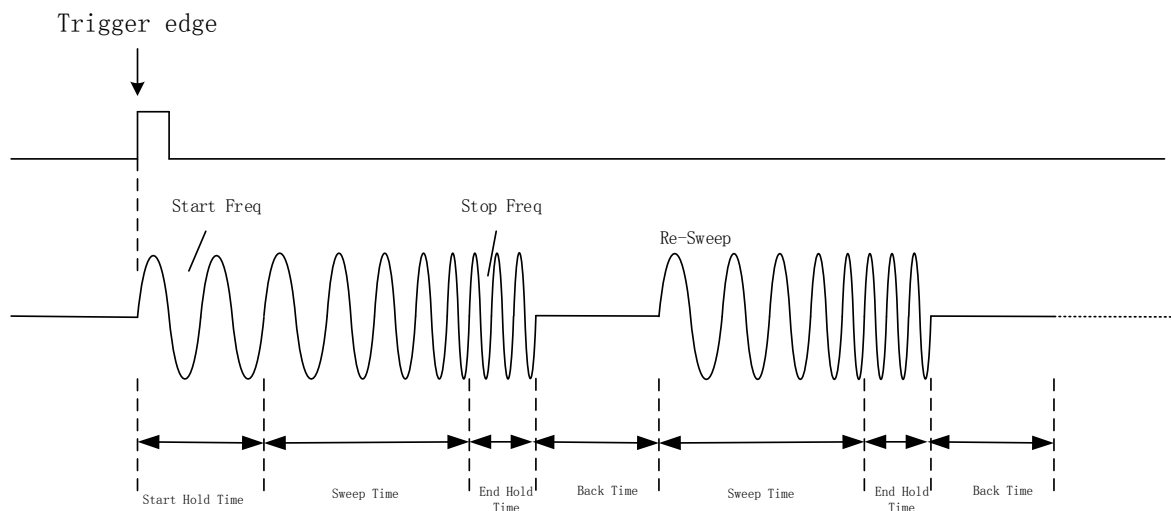 Trigger edge
Start Freq
Stop Freq
Re-Sweep
Start Hold Time
Sweep Time
End Hold
Time
Back Time
Sweep Time
End Hold
Time
Back Time